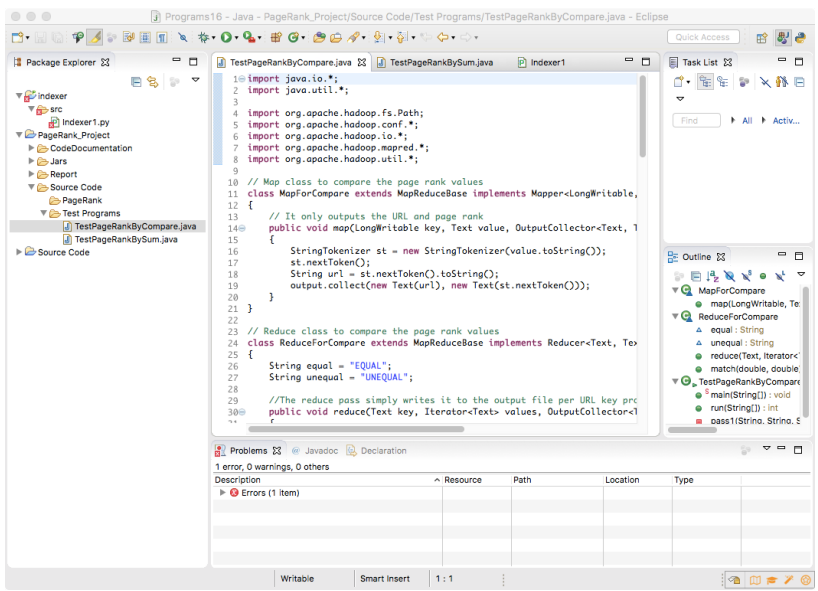 Programs16 - Java - PageRank_Project/Source Code/Test Programs/TestPageRankByCompare.java - Eclipse
Quick Access
Package Explorer
indexer
src
Indexer1.py
PageRank_Project
CodeDocumentation
Jars
Report
Source Code
PageRank
Test Programs
TestPageRankByCompare.java
TestPageRankBySum.java
Source Code
TestPageRankByCompare.java TestPageRankBySum.java Indexer1
1 import java.io.*;
2 import java.util.*;
3
4 import org.apache.hadoop.fs.Path;
5 import org.apache.hadoop.conf.*;
6 import org.apache.hadoop.io.*;
7 import org.apache.hadoop.mapred.*;
8 import org.apache.hadoop.util.*;
9
10 // Map class to compare the page rank values
11 class MapForCompare extends MapReduceBase implements Mapper<LongWritable,
12 {
13 // It only outputs the URL and page rank
14 public void map(LongWritable key, Text value, OutputCollector<Text, T
15 {
16 StringTokenizer st = new StringTokenizer(value.toString());
17 st.nextToken();
18 String url = st.nextToken().toString();
19 output.collect(new Text(url), new Text(st.nextToken()));
20 }
21 }
22
23 // Reduce class to compare the page rank values
24 class ReduceForCompare extends MapReduceBase implements Reducer<Text, Tex
25 {
26 String equal = "EQUAL";
27 String unequal = "UNEQUAL";
28
29 //The reduce pass simply writes it to the output file per URL key pro
30 public void reduce(Text key, Iterator<Text> values, OutputCollector<T
31 {
Task List
Find All Activ...
Outline
MapForCompare
map(LongWritable, Te
ReduceForCompare
equal : String
unequal : String
reduce(Text, Iterator<
match(double, double
TestPageRankByCompare
S main(String[]) : void
run(String[]) : int
pass1(String, String, S
Problems Javadoc Declaration
1 error, 0 warnings, 0 others
Description Resource Path Location Type
Errors (1 item)
Writable Smart Insert 1 : 1